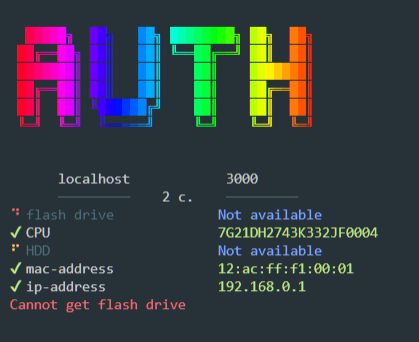 AUTH
localhost 3000
2 c.
flash drive Not available
✓ CPU 7G21DH2743K332JF0004
HDD Not available
✓ mac-address 12:ac:ff:f1:00:01
✓ ip-address 192.168.0.1
Cannot get flash drive